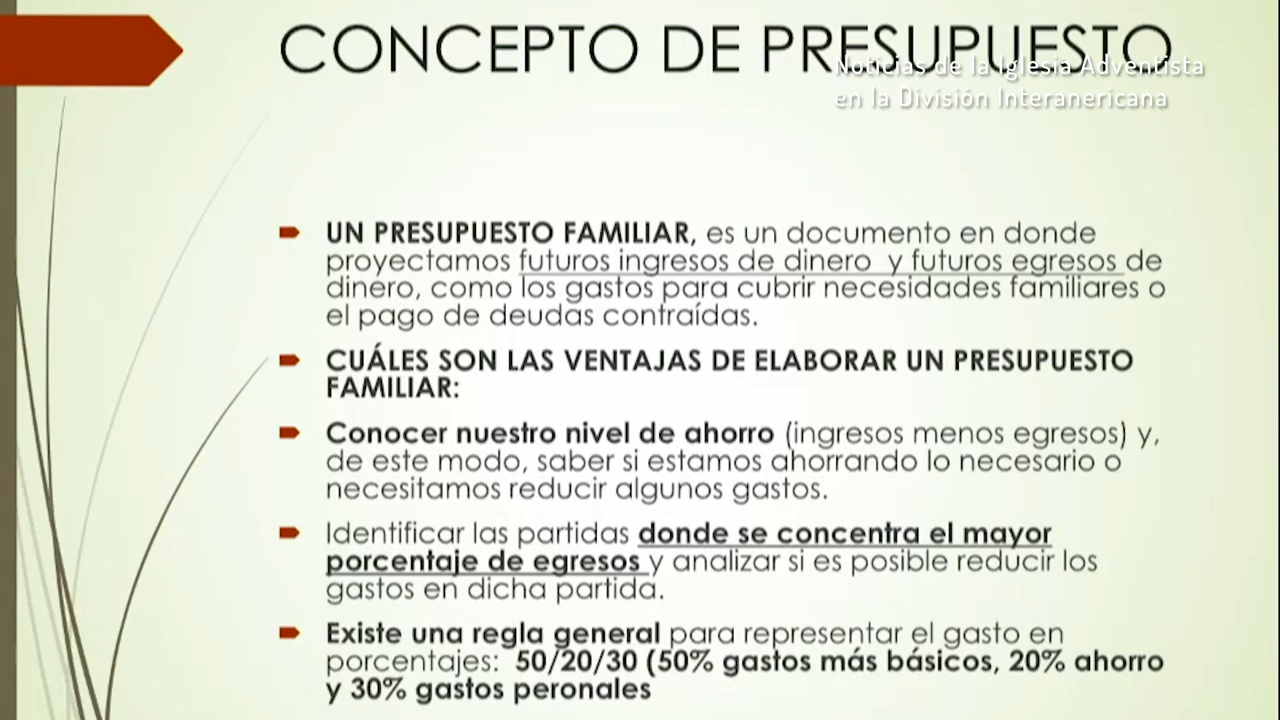 CONCEPTO DE PRESUPUESTO
Noticias de la Iglesia Adventista
en la División Interanericana
UN PRESUPUESTO FAMILIAR, es un documento en donde
proyectamos futuros ingresos de dinero y futuros egresos de
dinero, como los gastos para cubrir necesidades familiares o
el pago de deudas contraídas.
CUÁLES SON LAS VENTAJAS DE ELABORAR UN PRESUPUESTO
FAMILIAR:
Conocer nuestro nivel de ahorro (ingresos menos egresos) y,
de este modo, saber si estamos ahorrando lo necesario o
necesitamos reducir algunos gastos.
Identificar las partidas donde se concentra el mayor
porcentaje de egresos y analizar si es posible reducir los
gastos en dicha partida.
Existe una regla general para representar el gasto en
porcentajes: 50/20/30 (50% gastos más básicos, 20% ahorro
y 30% gastos peronales